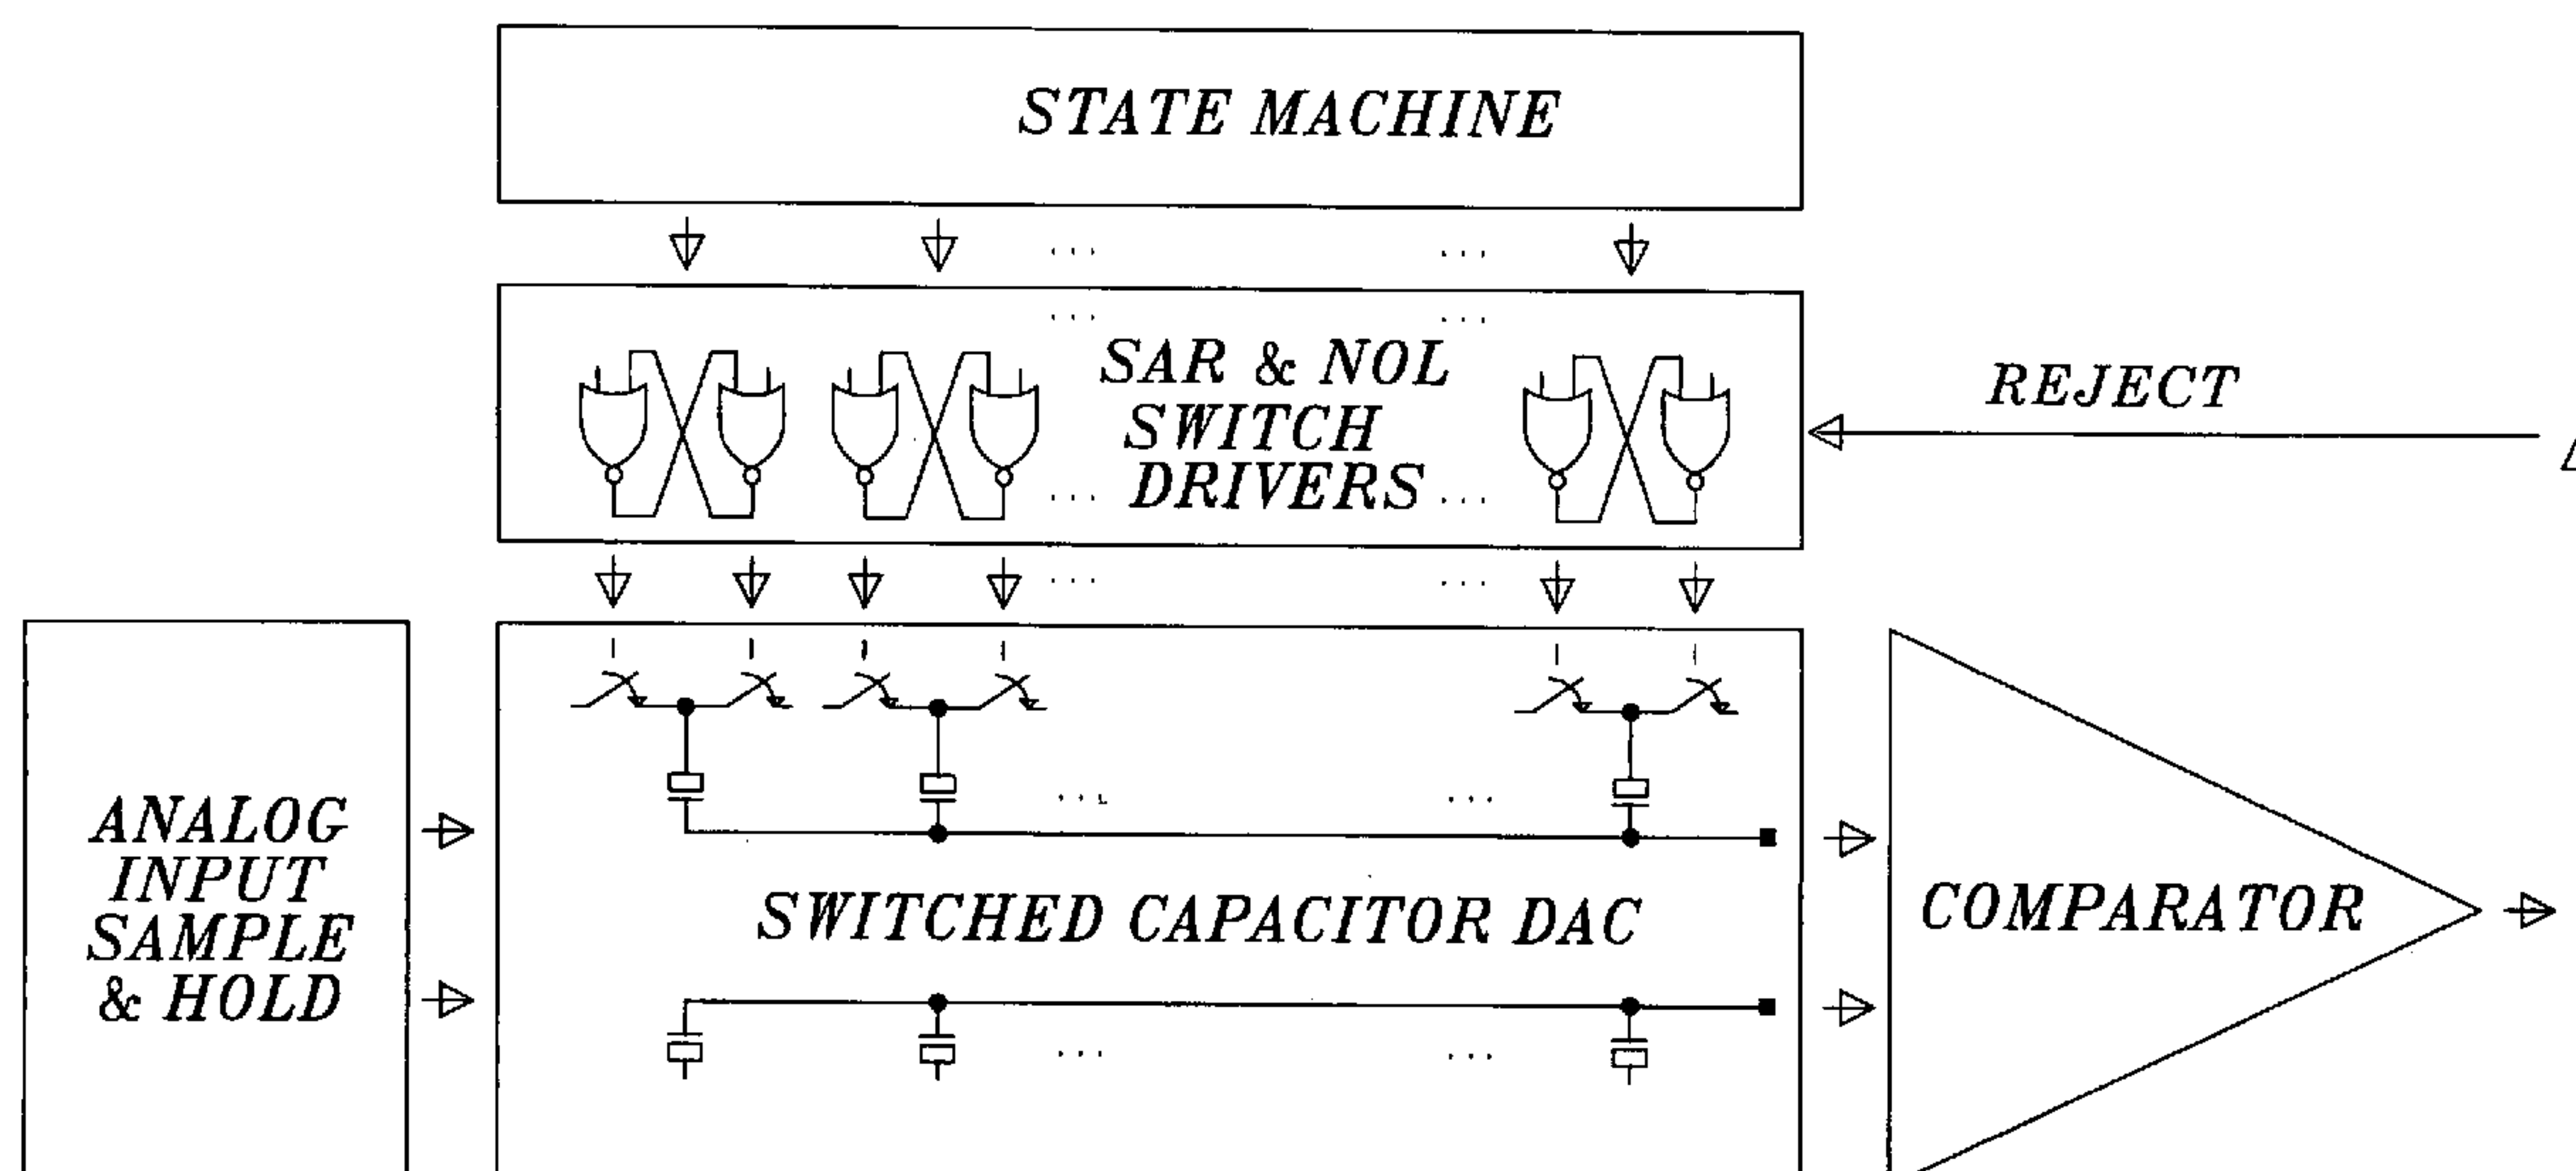 STATE MACHINE
SAR & NOL
SWITCH
DRIVERS
REJECT
ANALOG
INPUT
SAMPLE
& HOLD
SWITCHED CAPACITOR DAC
COMPARATOR